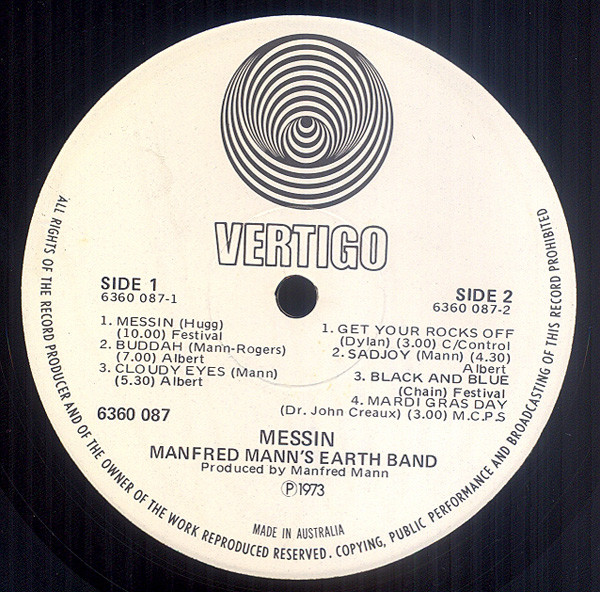 VERTIGO
SIDE 1
6360 087-1
1. MESSIN (Hugg)
(10.00) Festival
2. BUDDAH (Mann-Rogers)
(7.00) Albert
3. CLOUDY EYES (Mann)
(5.30) Albert
6360 087
SIDE 2
6360 087-2
1. GET YOUR ROCKS OFF
(Dylan) (3.00) C/Control
2. SADJOY (Mann) (4.30)
Albert
3. BLACK AND BLUE
(Chain) Festival
4. MARDI GRAS DAY
(Dr. John Creaux) (3.00) M.C.P.S
MESSIN
MANFRED MANN'S EARTH BAND
Produced by Manfred Mann
Ⓟ1973
MADE IN AUSTRALIA
ALL RIGHTS OF THE RECORD PRODUCER AND OF THE OWNER OF THE WORK REPRODUCED RESERVED. COPYING, PUBLIC PERFORMANCE AND BROADCASTING OF THIS RECORD PROHIBITED